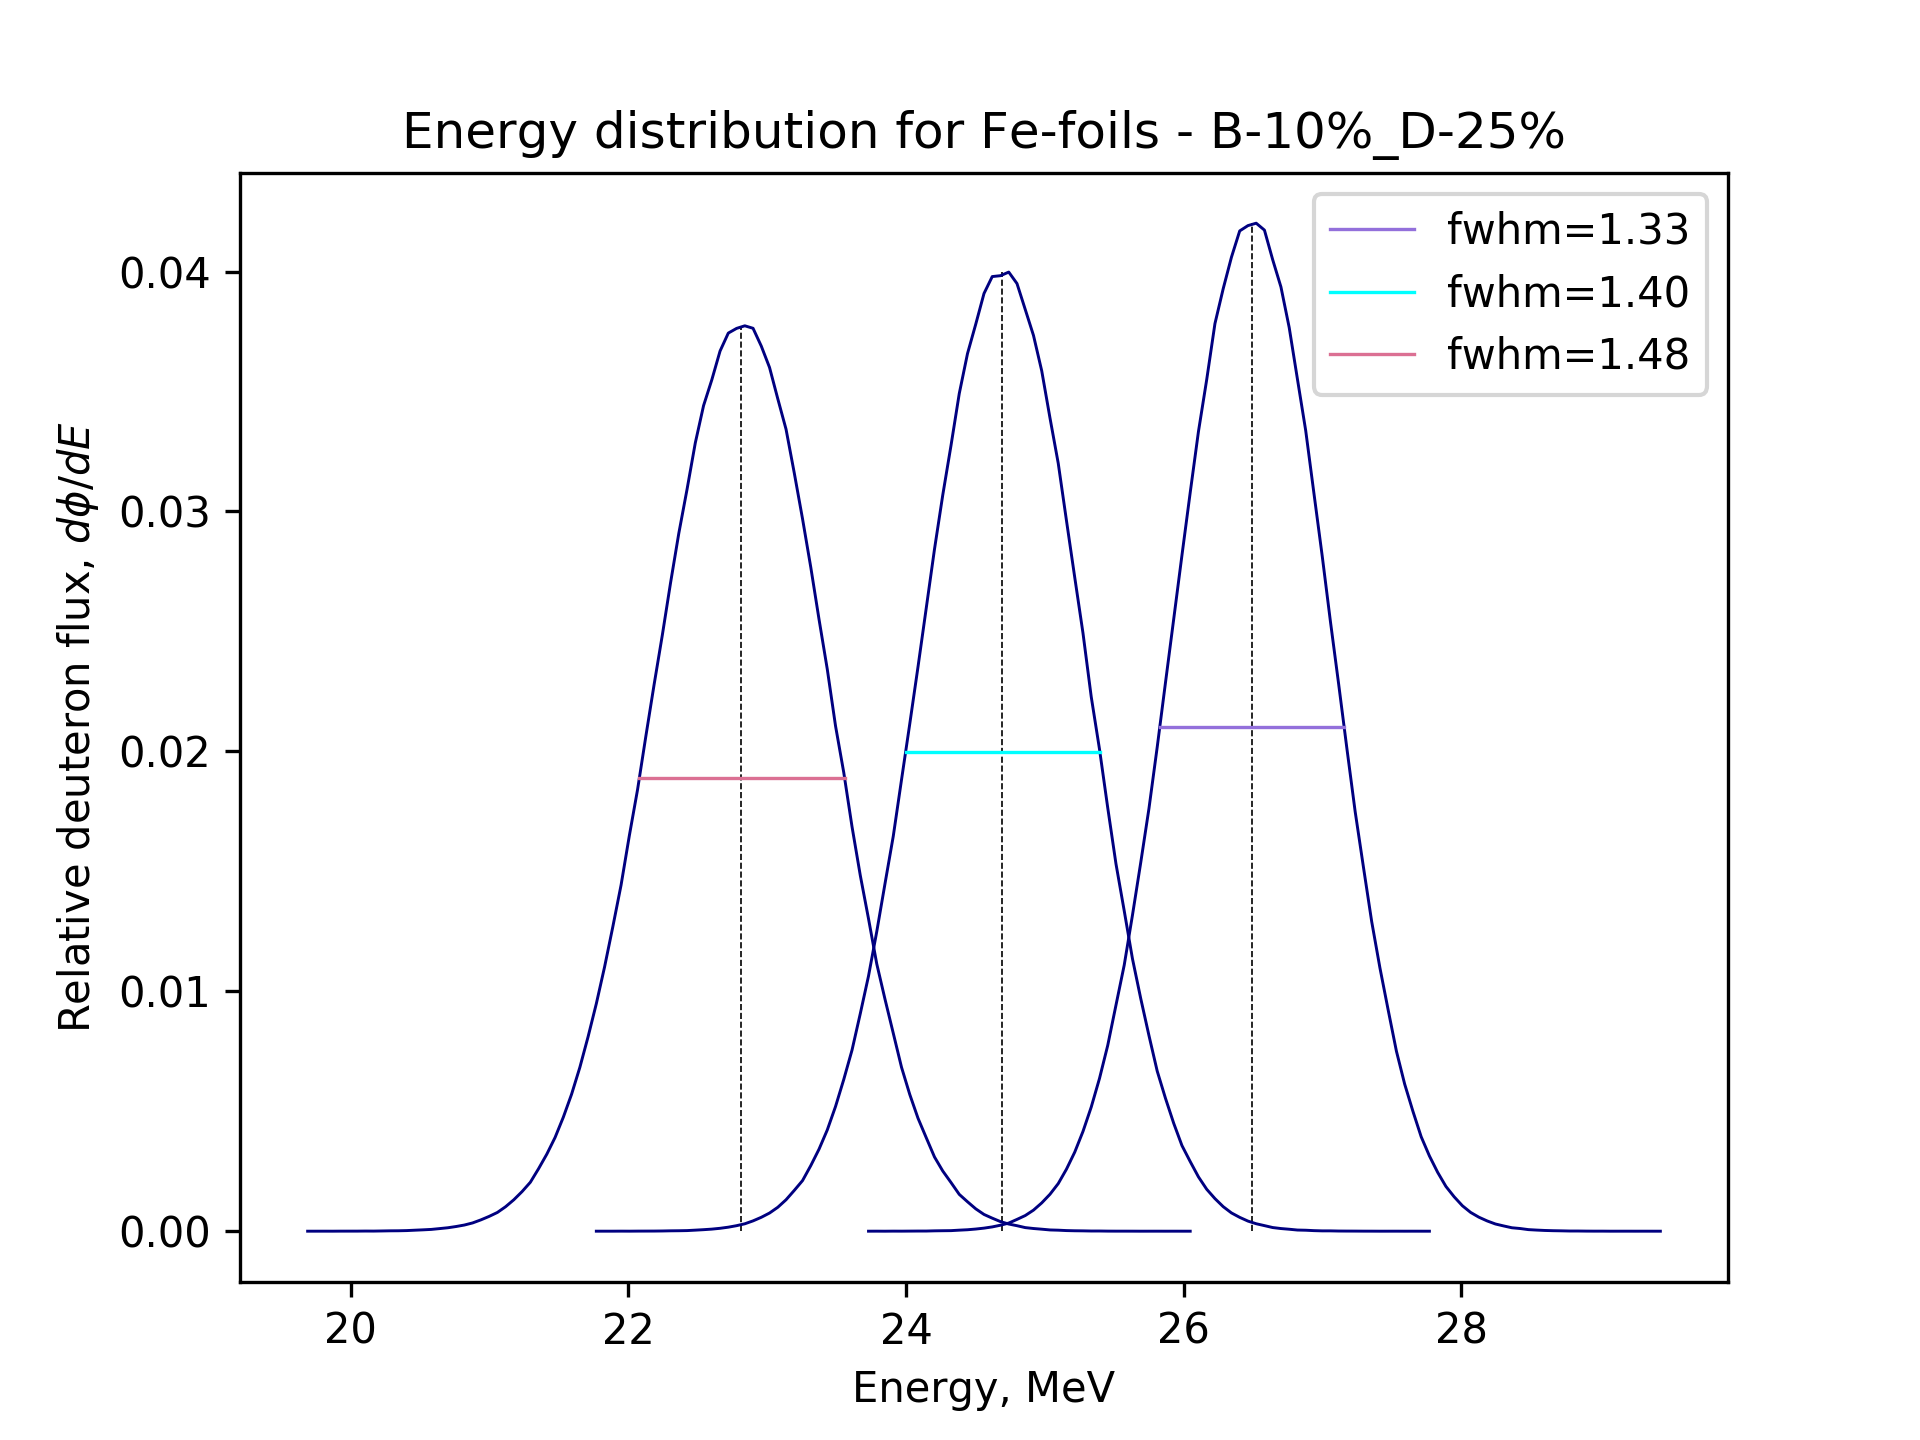 Energy distribution for Fe-foils - B-10%_D-25%
fwhm=1.33
fwhm=1.40
fwhm=1.48
0.04
0.03
0.02
0.01
0.00
Relative deuteron flux, dϕ/dE
20 22 24 26 28
Energy, MeV